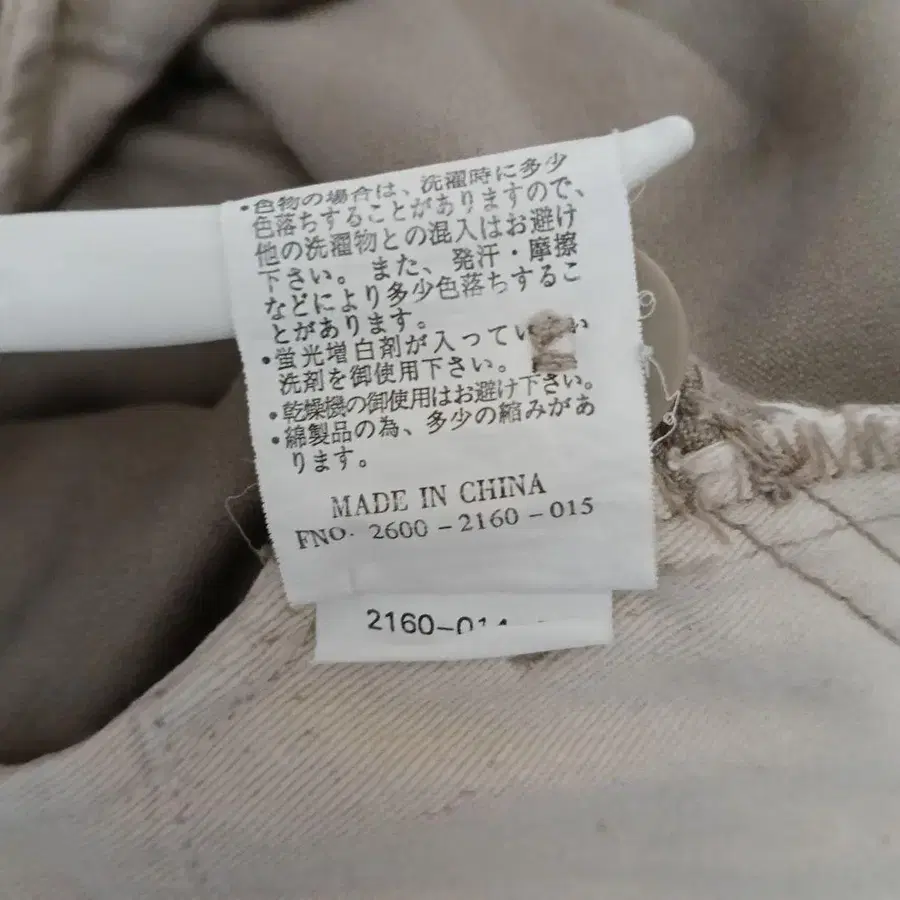 ・色物の場合は、洗濯時に多少
色落ちすることがありますので、
他の洗濯物との混入はお避け
下さい。また、発汗・摩擦
などにより多少色落ちするこ
とがあります。
・蛍光増白剤が入ってい い
洗剤を御使用下さい。
・乾燥機の御使用はお避け下さい。
・綿製品の為、多少の縮みがあ
ります。
MADE IN CHINA
FNO. 2600-2160-015
2160-01